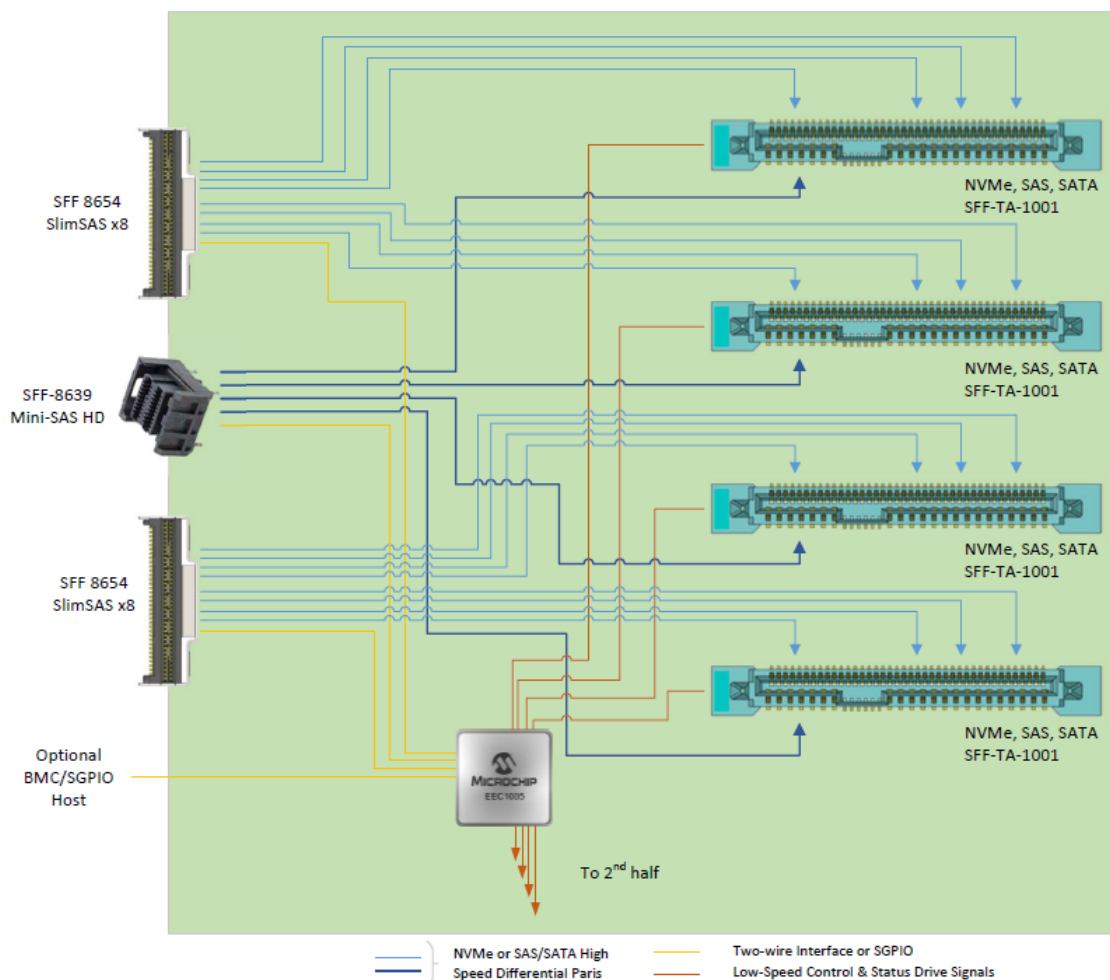 SFF 8654
SlimSAS x8
NVMe, SAS, SATA
SFF-TA-1001
NVMe, SAS, SATA
SFF-TA-1001
SFF-8639
Mini-SAS HD
NVMe, SAS, SATA
SFF-TA-1001
SFF 8654
SlimSAS x8
NVMe, SAS, SATA
SFF-TA-1001
Optional
BMC/SGPIO
Host
MICROCHIP
EEC1005
To 2nd half
NVMe or SAS/SATA High
Speed Differential Paris
Two-wire Interface or SGPIO
Low-Speed Control & Status Drive Signals